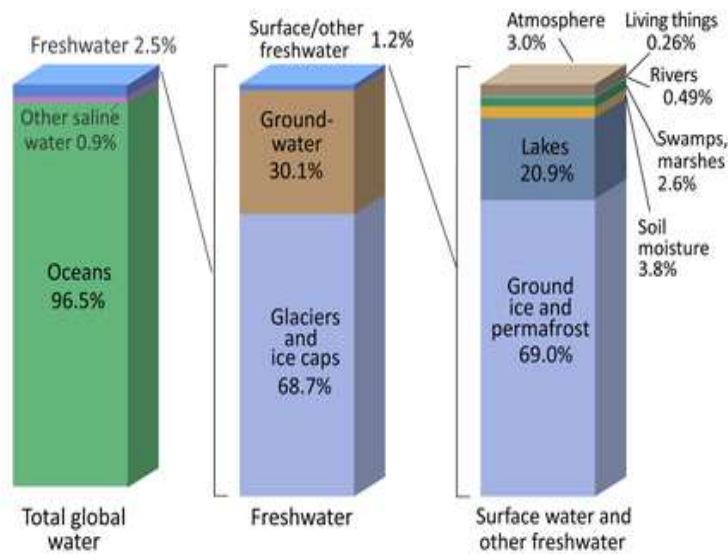 Freshwater 2.5%
Other saline
water 0.9%
Oceans
96.5%
Total global
water
Surface/other
freshwater
1.2%
Ground-
water
30.1%
Glaciers
and
ice caps
68.7%
Freshwater
Atmosphere
3.0%
Living things
0.26%
Rivers
0.49%
Lakes
20.9%
Swamps,
marshes
2.6%
Soil
moisture
3.8%
Ground
ice and
permafrost
69.0%
Surface water and
other freshwater